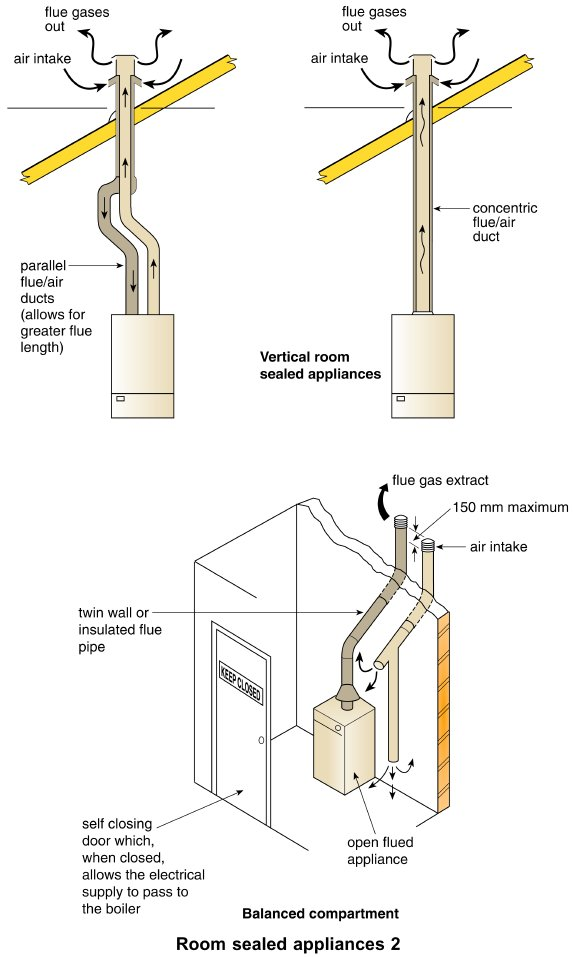 flue gases
out
air intake
flue gases
out
air intake
concentric
flue/air
duct
parallel
flue/air
ducts
(allows for
greater flue
length)
Vertical room
sealed appliances
flue gas extract
150 mm maximum
air intake
twin wall or
insulated flue
pipe
KEEP CLOSED
self closing
door which,
when closed,
allows the electrical
supply to pass to
the boiler
open flued
appliance
Balanced compartment
Room sealed appliances 2